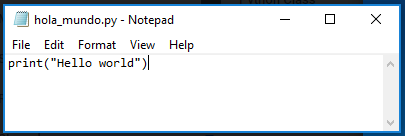 hola_mundo.py - Notepad
File Edit Format View Help
print("Hello world")